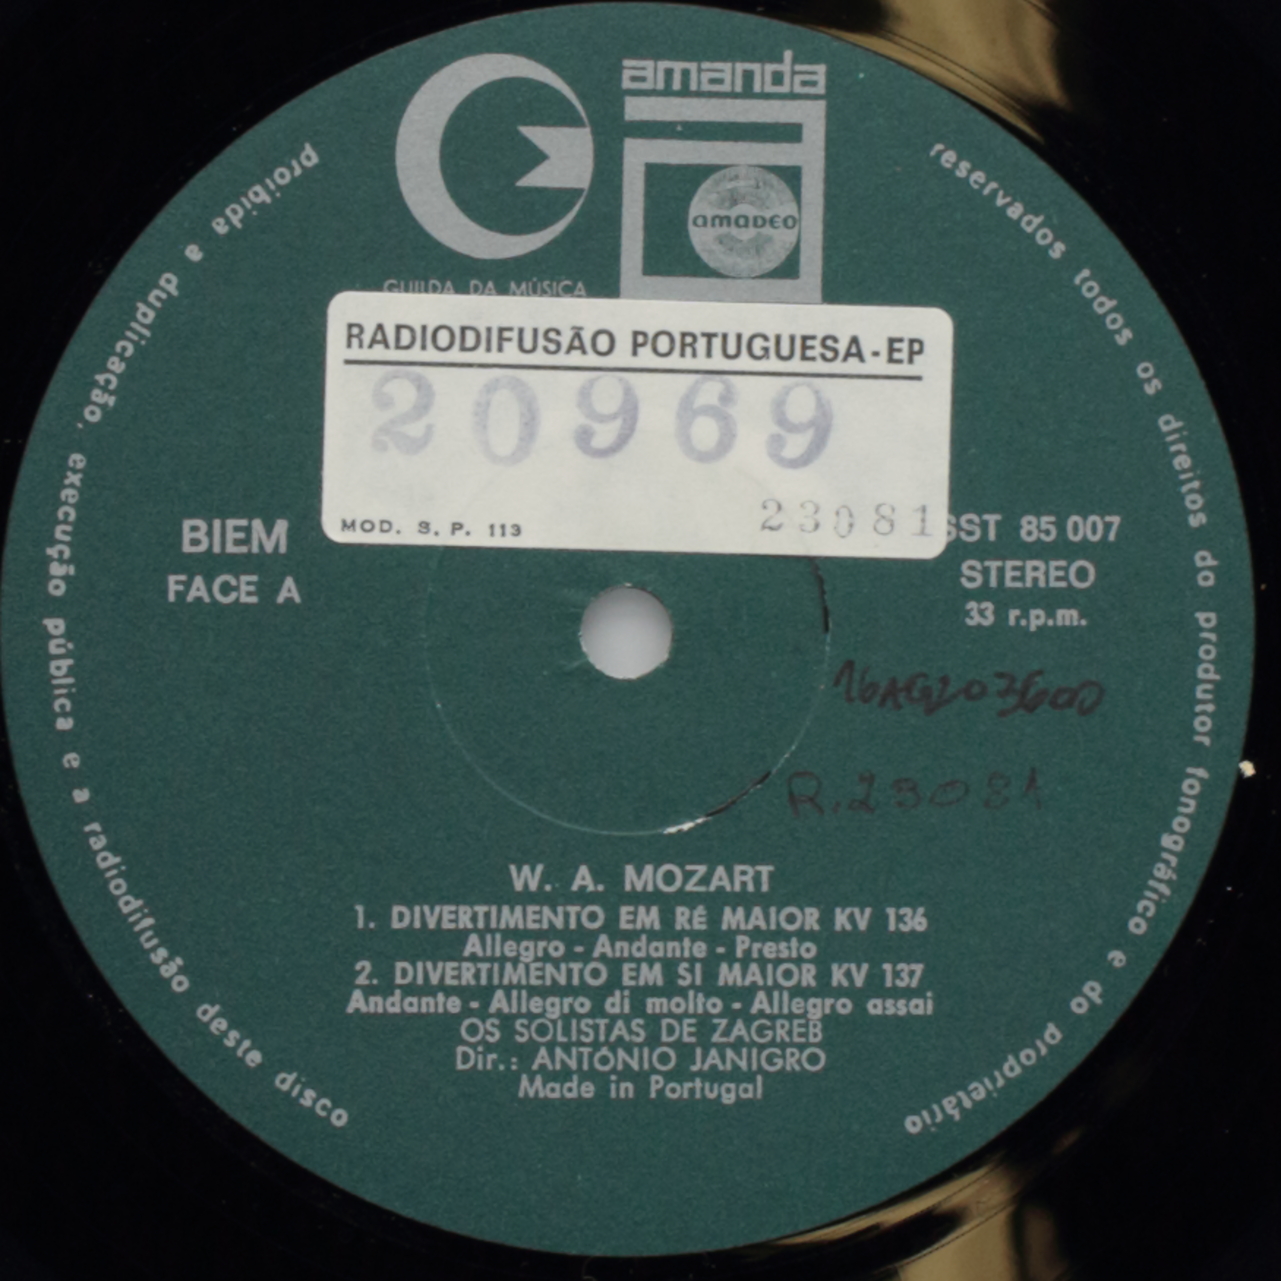 amanda
AMADEO
GUILDA DA MÚSICA
RADIODIFUSÃO PORTUGUESA-EP
20969
23081
MOD. S. P. 113
BIEM
FACE A
SST 85 007
STEREO
33 r.p.m.
R.23081
W. A. MOZART
1. DIVERTIMENTO EM RÉ MAIOR KV 136
Allegro - Andante - Presto
2. DIVERTIMENTO EM SI MAIOR KV 137
Andante - Allegro di molto - Allegro assai
OS SOLISTAS DE ZAGREB
Dir.: ANTÓNIO JANIGRO
Made in Portugal
reservados todos os direitos do produtor fonográfico e do proprietário
proibida a duplicação, execução pública e a radiodifusão deste disco